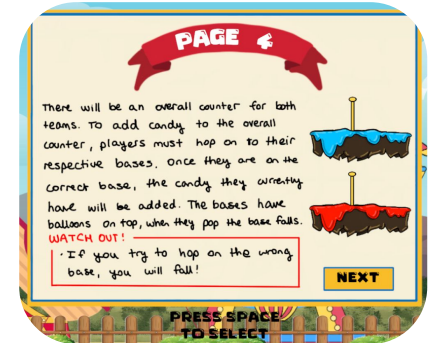 PAGE 4
There will be an overall counter for both
teams. To add candy to the overall
counter, players must hop on to their
respective bases. Once they are on the
correct base, the candy they currently
have will be added. The bases have
balloons on top, when they pop the base falls.
WATCH OUT!
· If you try to hop on the wrong
base, you will fall!
NEXT
PRESS SPACE
TO SELECT